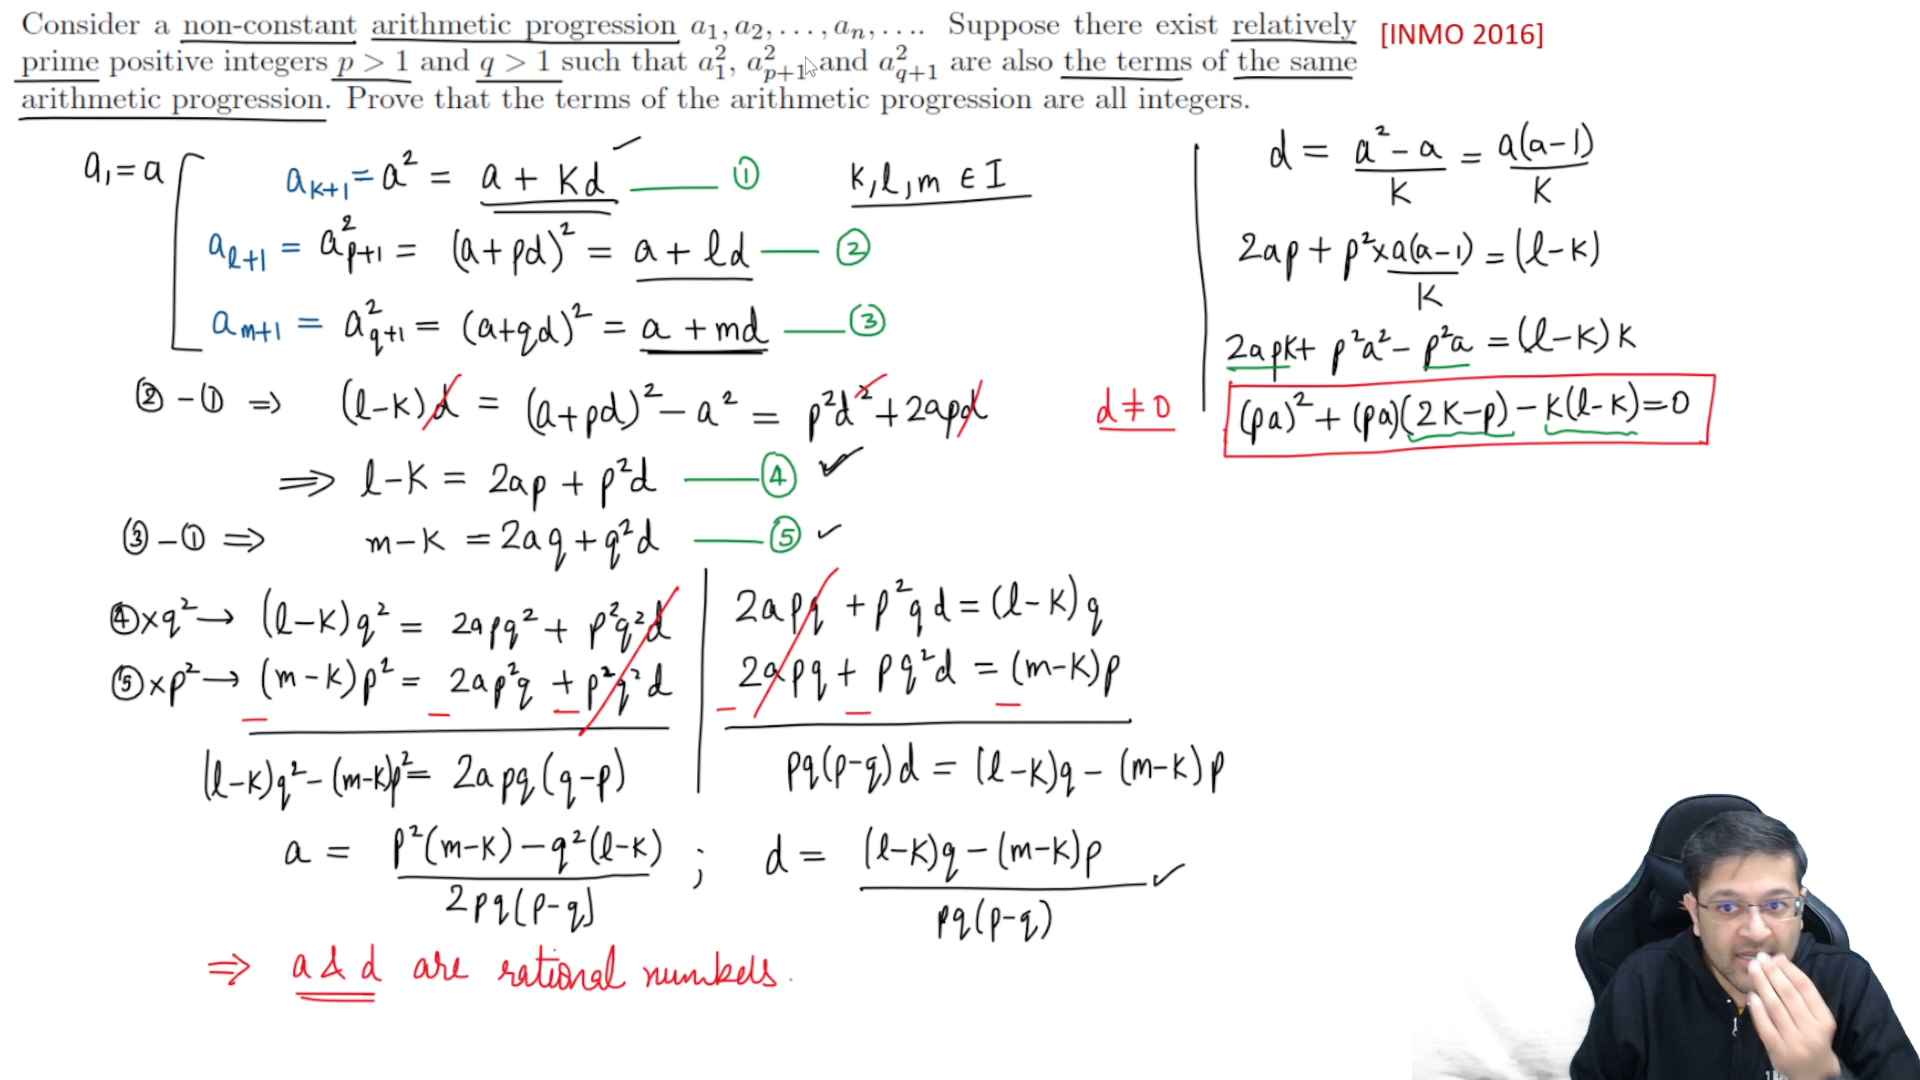 Consider a non-constant arithmetic progression a₁, a₂, . . . , aₙ, . . .. Suppose there exist relatively [INMO 2016]
prime positive integers p > 1 and q > 1 such that a₁², a²ₚ₊₁ and a²_{q+1} are also the terms of the same
arithmetic progression. Prove that the terms of the arithmetic progression are all integers.
a₁ = a
a_{k+1} = a² = a + kd —— ①
k, l, m ∈ I
a_{l+1} = a²_{p+1} = (a+pd)² = a + ld —— ②
a_{m+1} = a²_{q+1} = (a+qd)² = a + md —— ③
② - ① ⇒ (l-k)d = (a+pd)² - a² = p²d² + 2apd
d ≠ 0
⇒ l-k = 2ap + p²d —— ④ ✓
③ - ① ⇒ m-k = 2aq + q²d —— ⑤ ✓
④×q² → (l-k)q² = 2apq² + p²q²d
⑤×p² → (m-k)p² = 2ap²q + p²q²d
(l-k)q² - (m-k)p² = 2apq(q-p)
2apq + p²qd = (l-k)q
2apq + pq²d = (m-k)p
pq(p-q)d = (l-k)q - (m-k)p
a = p²(m-k) - q²(l-k) / 2pq(p-q) ; d = (l-k)q - (m-k)p / pq(p-q) ✓
⇒ a & d are rational numbers.
d = a² - a / k = a(a-1) / k
2ap + p² × a(a-1) / k = (l-k)
2apk + p²a² - p²a = (l-k)k
(pa)² + (pa)(2k-p) - k(l-k) = 0